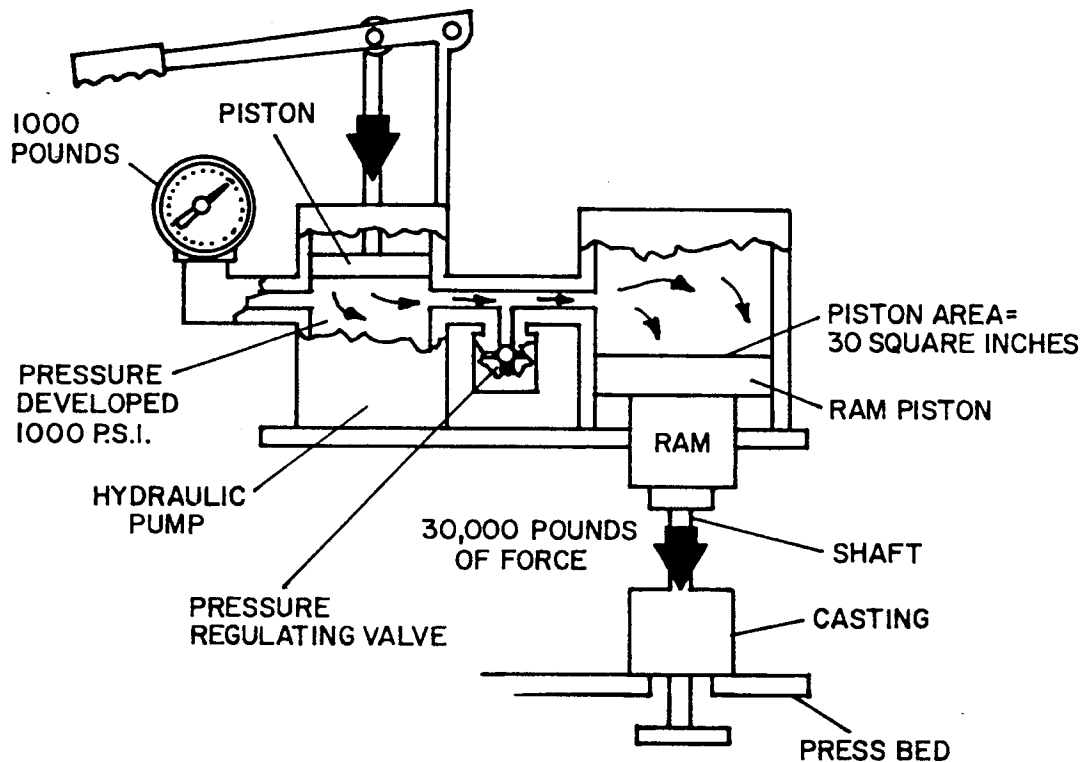 1000
POUNDS
PISTON
PISTON AREA=
30 SQUARE INCHES
PRESSURE
DEVELOPED
1000 P.S.I.
RAM PISTON
RAM
HYDRAULIC
PUMP
30,000 POUNDS
OF FORCE
SHAFT
PRESSURE
REGULATING VALVE
CASTING
PRESS BED